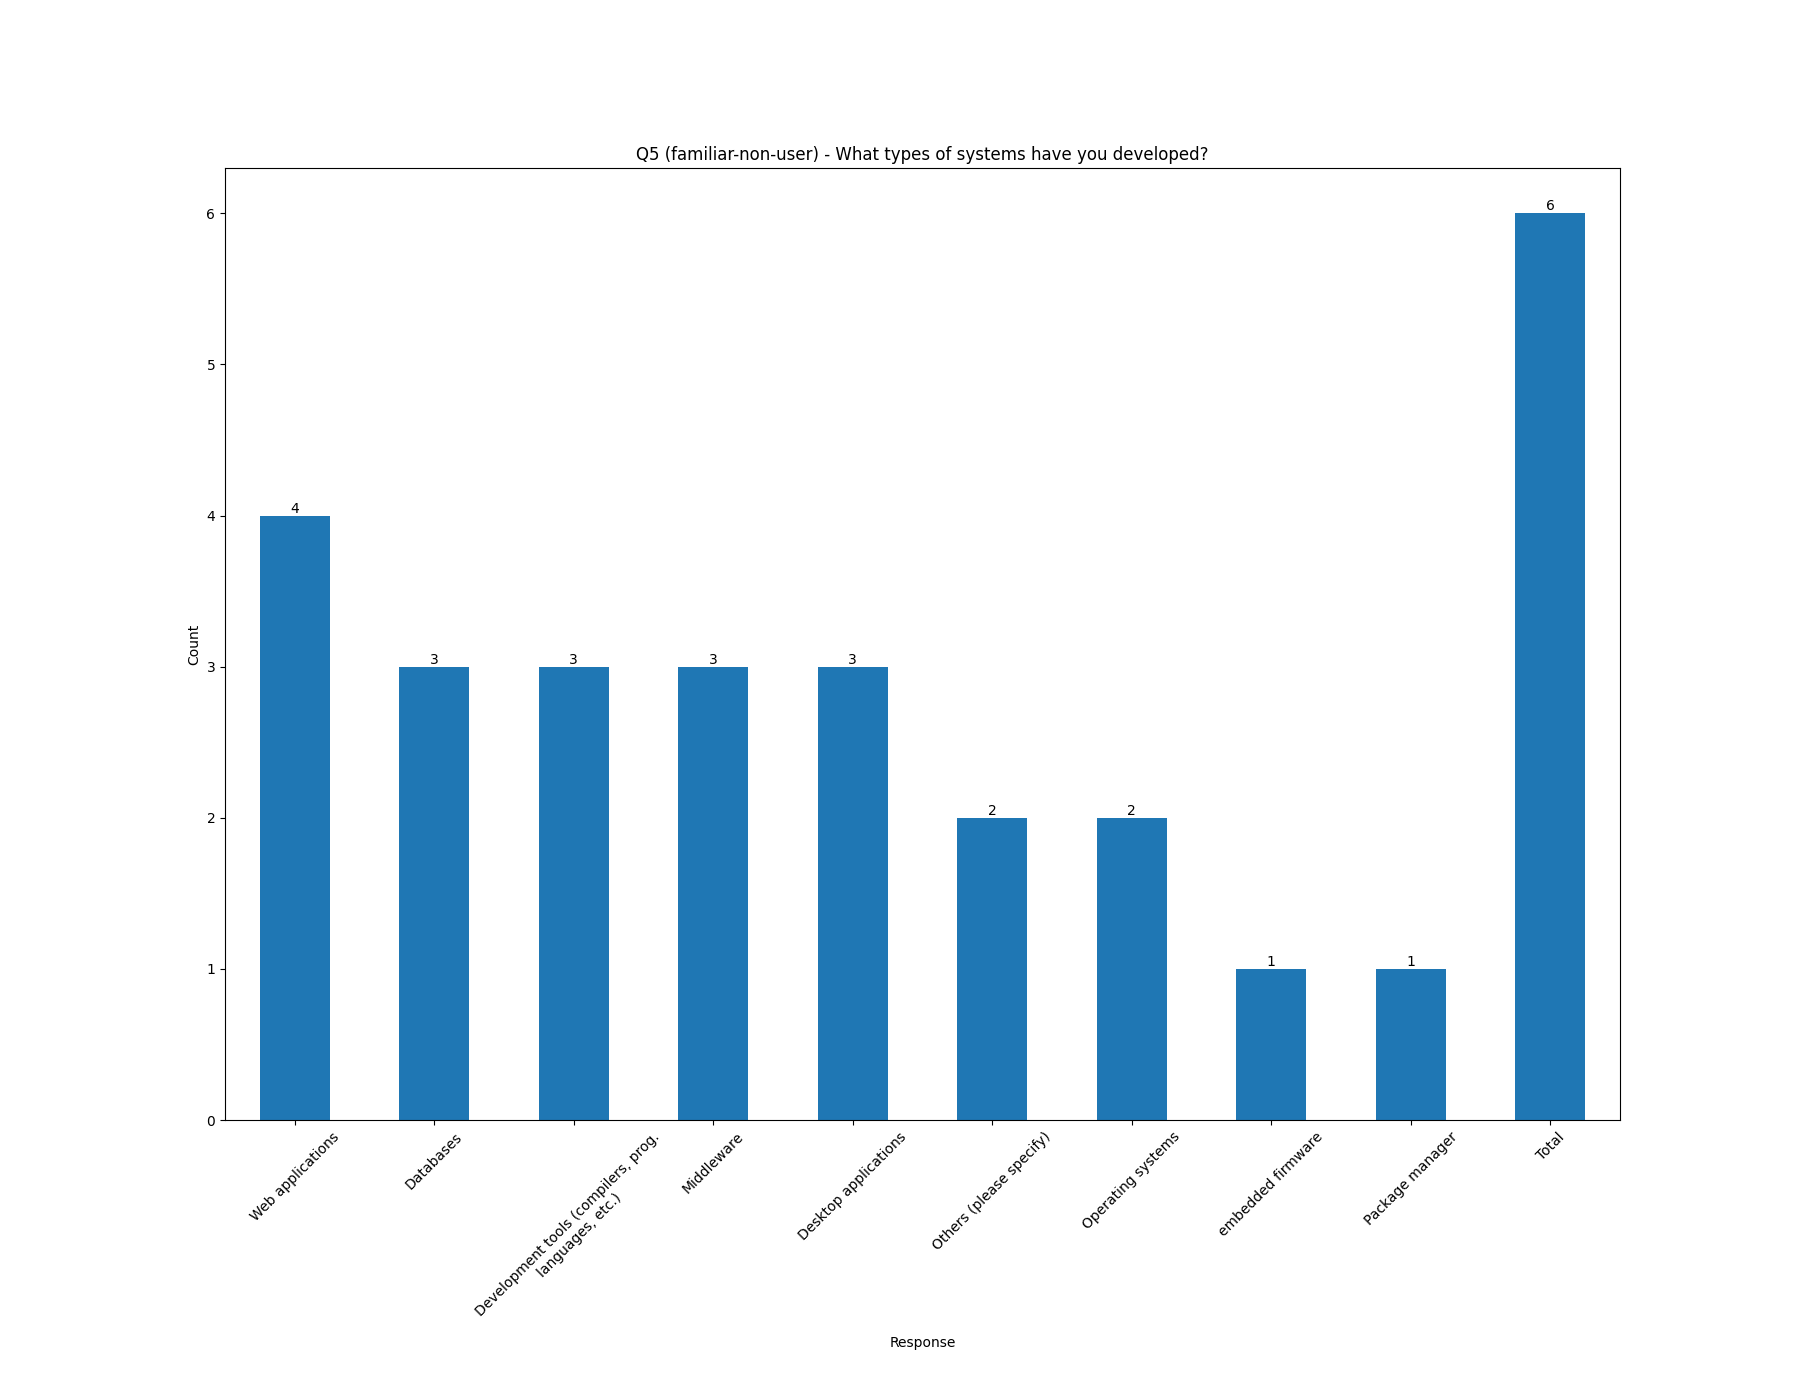 Q5 (familiar-non-user) - What types of systems have you developed?
6
5
4
3
2
1
0
Count
4
3
3
3
3
2
2
1
1
6
Web applications
Databases
Development tools (compilers, prog.
languages, etc.)
Middleware
Desktop applications
Others (please specify)
Operating systems
embedded firmware
Package manager
Total
Response